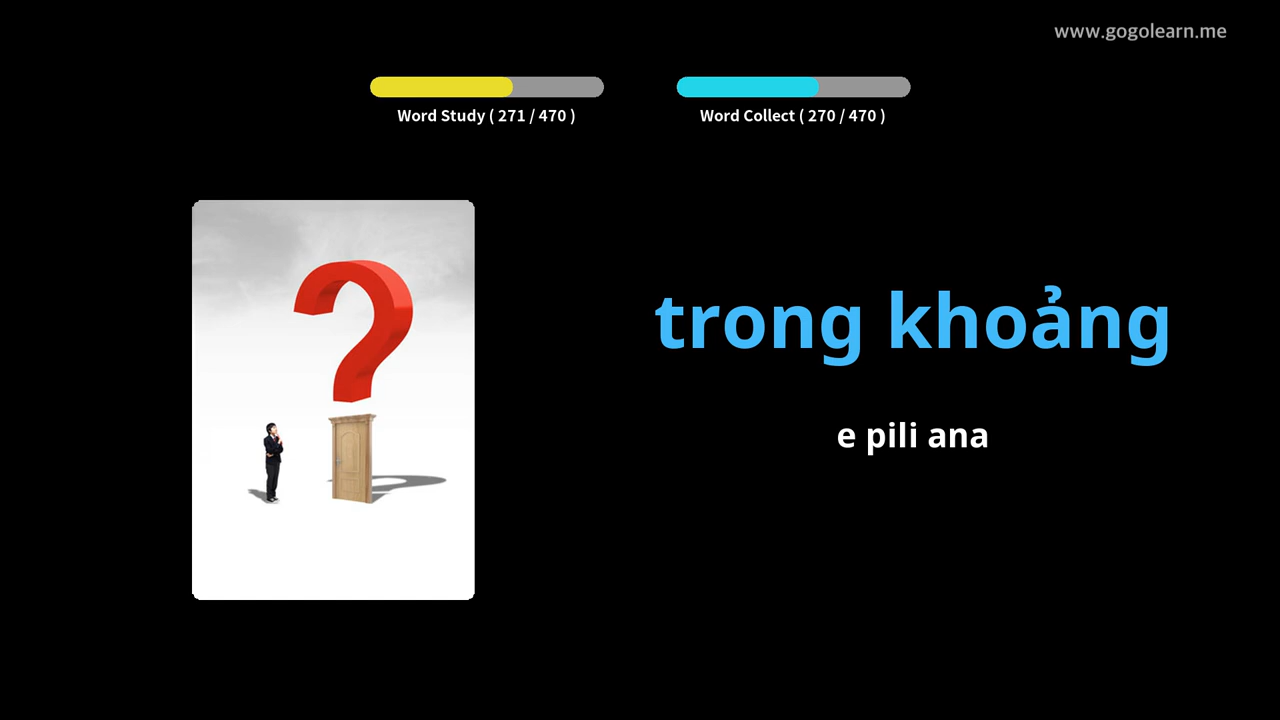 www.gogolearn.me
Word Study ( 271 / 470 )
Word Collect ( 270 / 470 )
trong khoảng
e pili ana